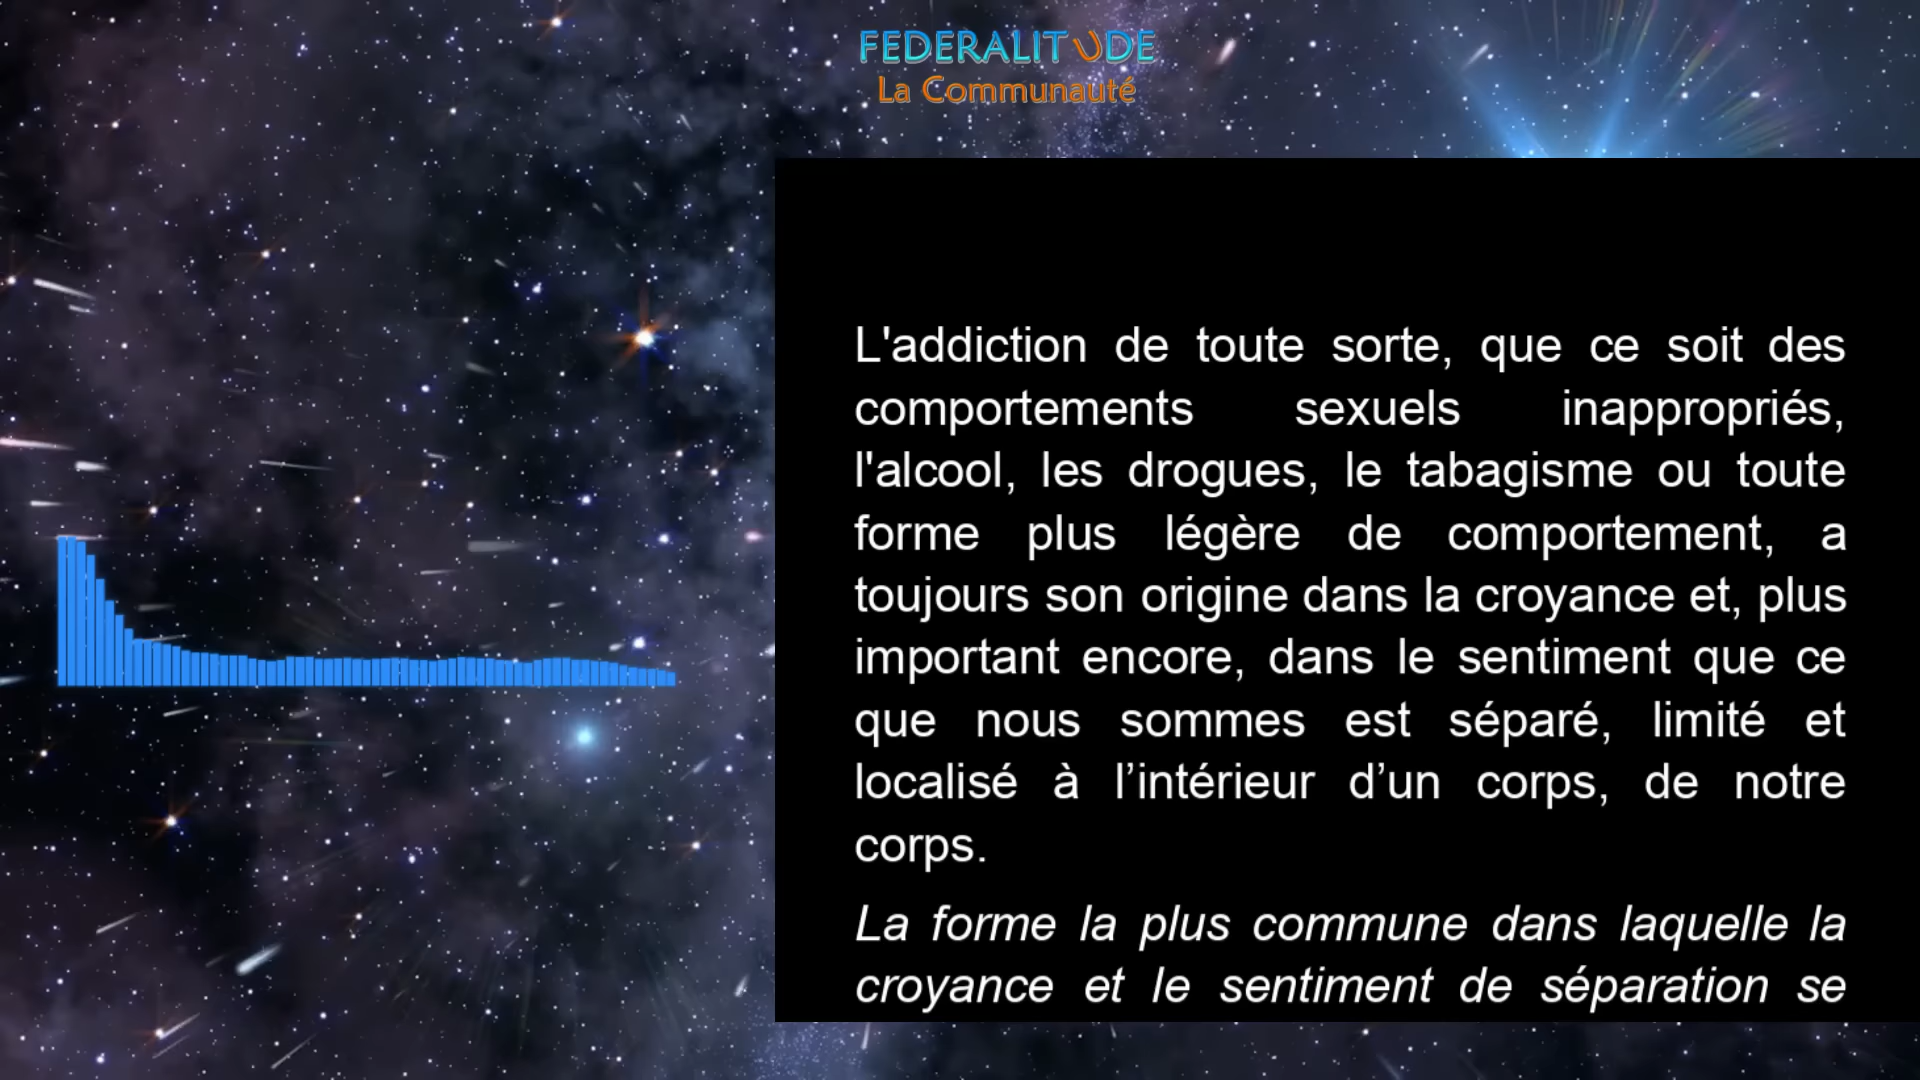 FEDERALITUDE
La Communauté
L'addiction de toute sorte, que ce soit des
comportements sexuels inappropriés,
l'alcool, les drogues, le tabagisme ou toute
forme plus légère de comportement, a
toujours son origine dans la croyance et, plus
important encore, dans le sentiment que ce
que nous sommes est séparé, limité et
localisé à l’intérieur d’un corps, de notre
corps.
La forme la plus commune dans laquelle la
croyance et le sentiment de séparation se